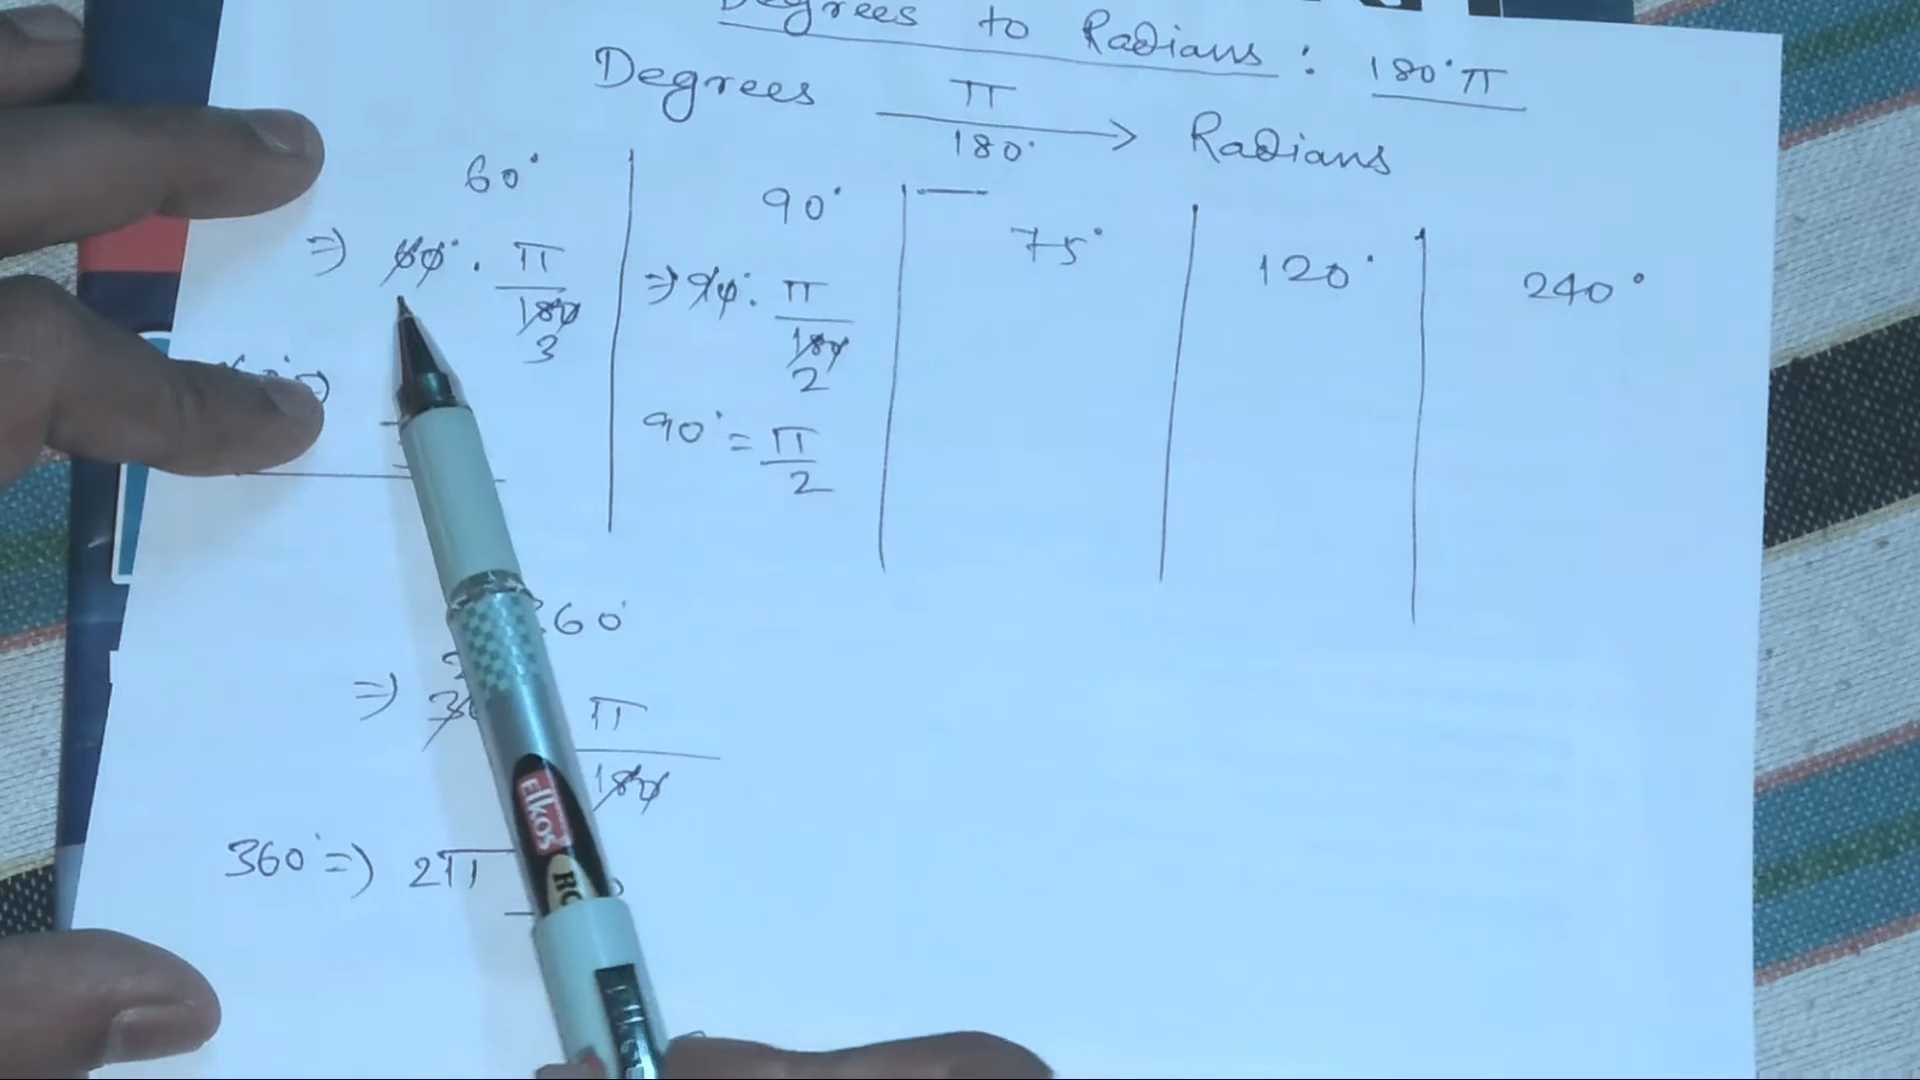 Degrees to Radians : 180° π
Degrees π/180° → Radians
60° 90° 75° 120° 240°
⇒ 60° . π/180 ⇒ 90° . π/180
3 2
90° = π/2
360°
⇒ π/180
360° ⇒ 2π
Elkos